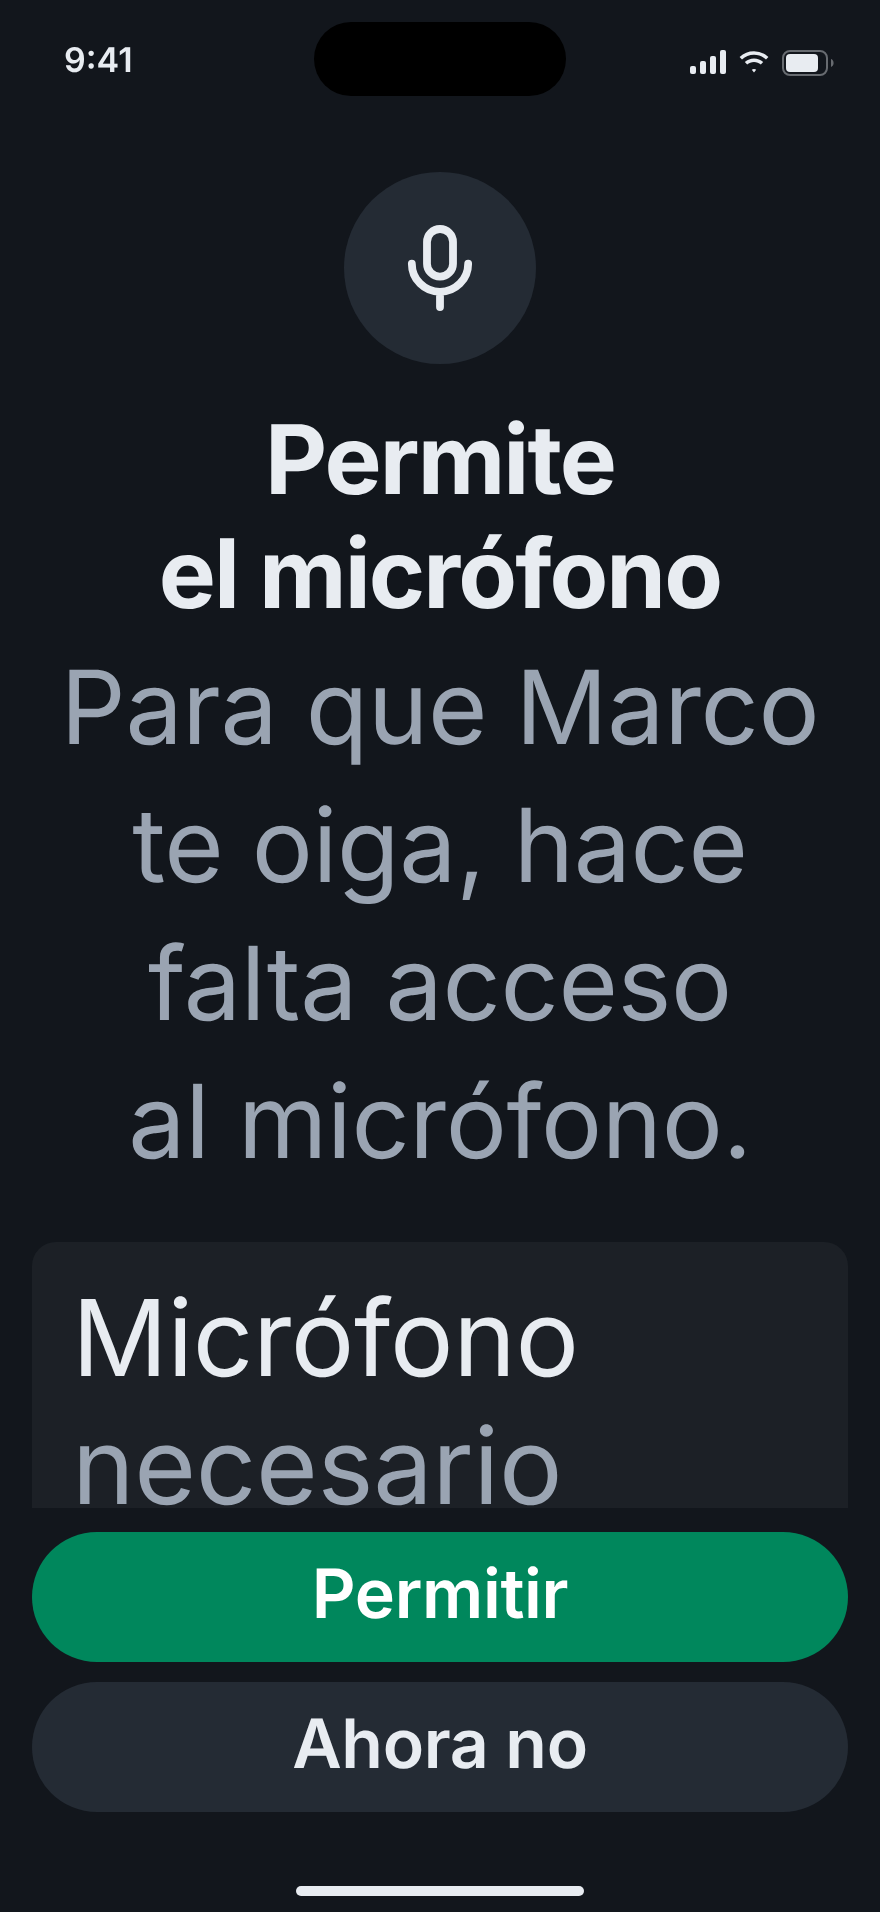 9:41
Permite
el micrófono
Para que Marco
te oiga, hace
falta acceso
al micrófono.
Micrófono
necesario
Permitir
Ahora no